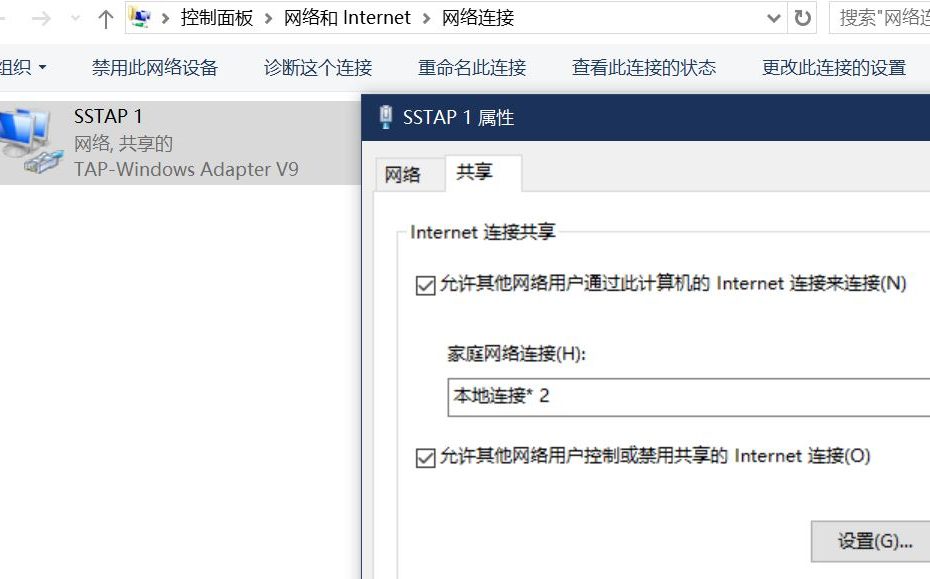 控制面板 > 网络和 Internet > 网络连接
搜索"网络连
组织
禁用此网络设备
诊断这个连接
重命名此连接
查看此连接的状态
更改此连接的设置
SSTAP 1
网络, 共享的
TAP-Windows Adapter V9
SSTAP 1 属性
网络
共享
Internet 连接共享
允许其他网络用户通过此计算机的 Internet 连接来连接(N)
家庭网络连接(H):
本地连接* 2
允许其他网络用户控制或禁用共享的 Internet 连接(O)
设置(G)...